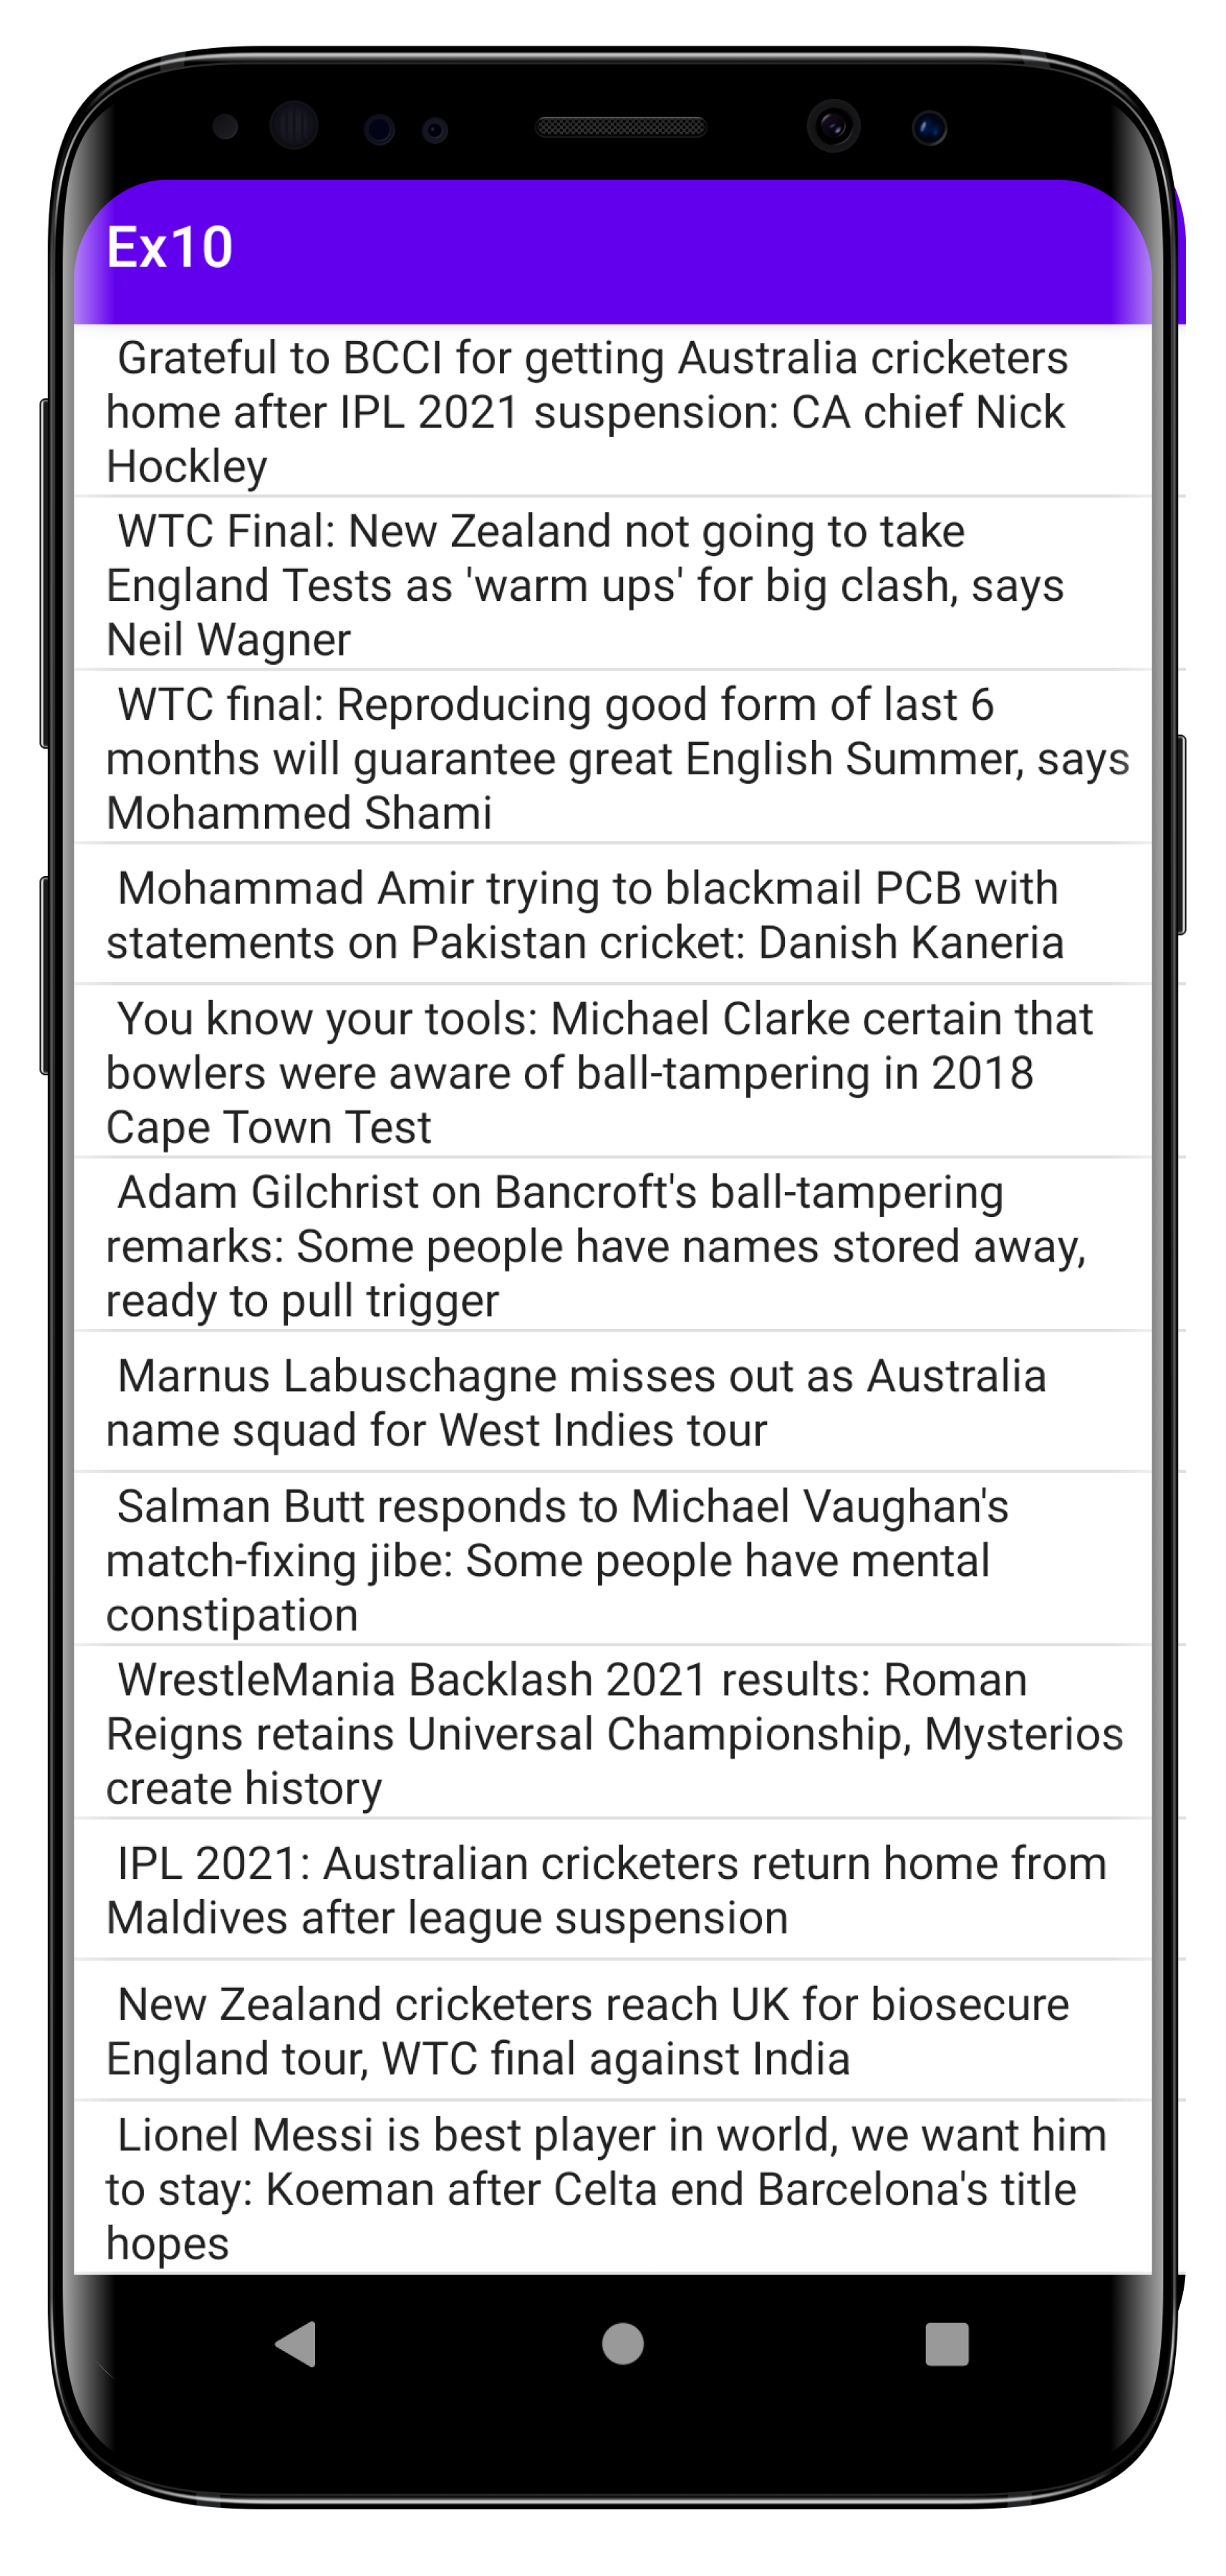 Ex10
Grateful to BCCI for getting Australia cricketers
home after IPL 2021 suspension: CA chief Nick
Hockley
WTC Final: New Zealand not going to take
England Tests as 'warm ups' for big clash, says
Neil Wagner
WTC final: Reproducing good form of last 6
months will guarantee great English Summer, says
Mohammed Shami
Mohammad Amir trying to blackmail PCB with
statements on Pakistan cricket: Danish Kaneria
You know your tools: Michael Clarke certain that
bowlers were aware of ball-tampering in 2018
Cape Town Test
Adam Gilchrist on Bancroft's ball-tampering
remarks: Some people have names stored away,
ready to pull trigger
Marnus Labuschagne misses out as Australia
name squad for West Indies tour
Salman Butt responds to Michael Vaughan's
match-fixing jibe: Some people have mental
constipation
WrestleMania Backlash 2021 results: Roman
Reigns retains Universal Championship, Mysterios
create history
IPL 2021: Australian cricketers return home from
Maldives after league suspension
New Zealand cricketers reach UK for biosecure
England tour, WTC final against India
Lionel Messi is best player in world, we want him
to stay: Koeman after Celta end Barcelona's title
hopes